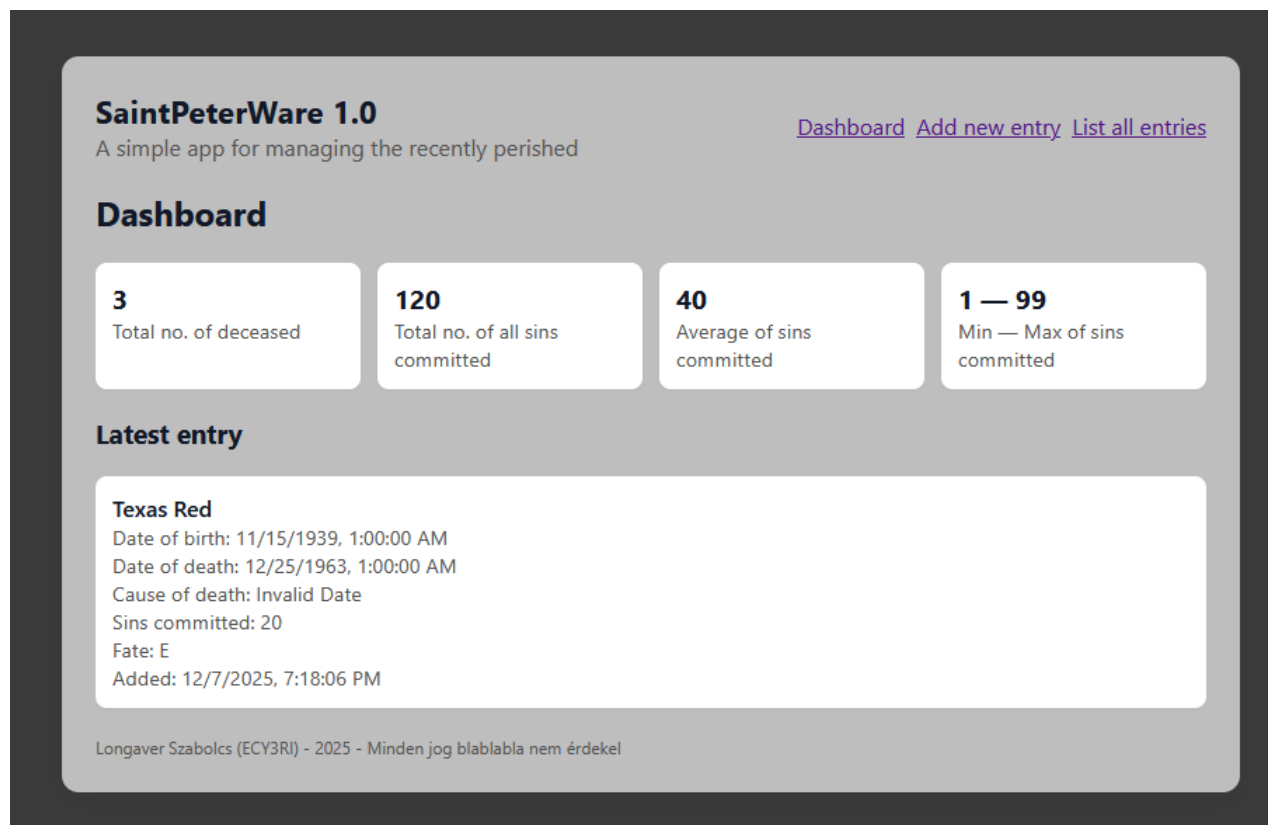 SaintPeterWare 1.0
A simple app for managing the recently perished
Dashboard Add new entry List all entries
Dashboard
3
Total no. of deceased
120
Total no. of all sins
committed
40
Average of sins
committed
1 — 99
Min — Max of sins
committed
Latest entry
Texas Red
Date of birth: 11/15/1939, 1:00:00 AM
Date of death: 12/25/1963, 1:00:00 AM
Cause of death: Invalid Date
Sins committed: 20
Fate: E
Added: 12/7/2025, 7:18:06 PM
Longaver Szabolcs (ECY3RI) - 2025 - Minden jog blablabla nem érdekel